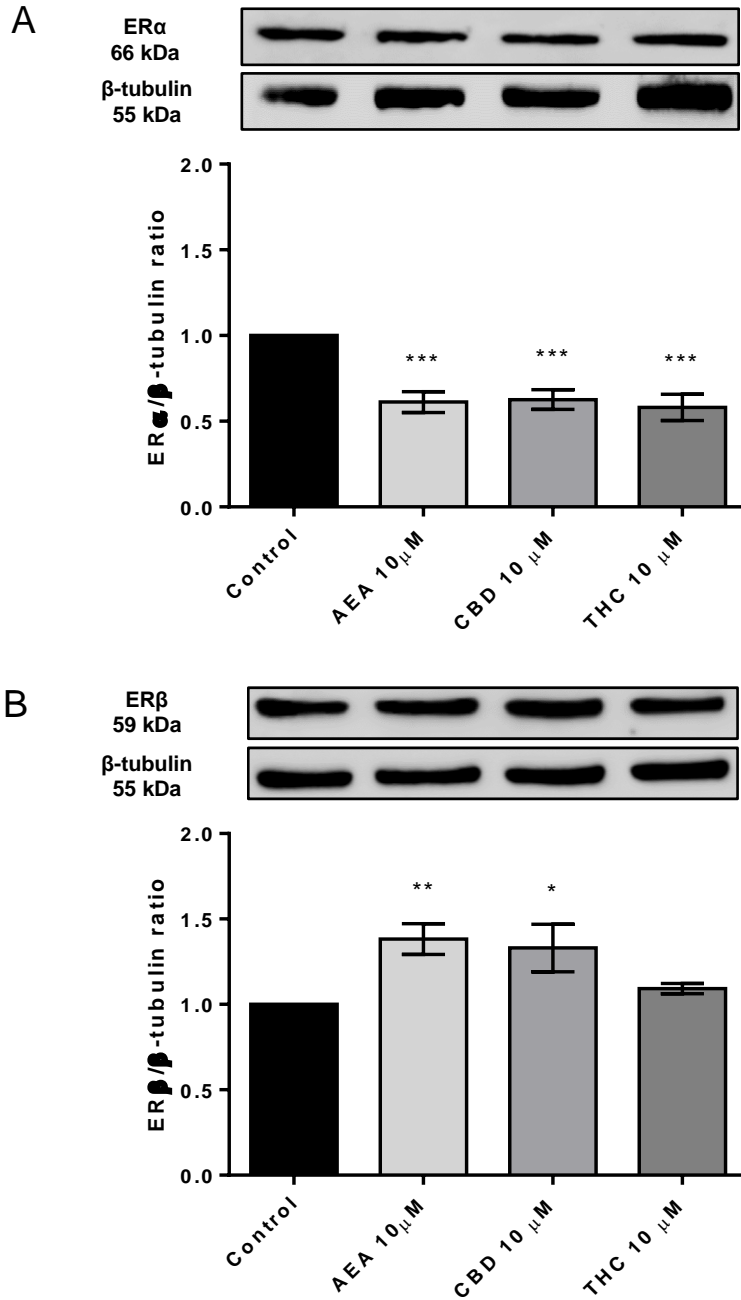 A
ERα
66 kDa
β-tubulin
55 kDa
ERα/β-tubulin ratio
2.0
1.5
1.0
0.5
0.0
***
***
***
Control
AEA 10μM
CBD 10 μM
THC 10 μM
B
ERβ
59 kDa
β-tubulin
55 kDa
ERβ/β-tubulin ratio
2.0
1.5
1.0
0.5
0.0
**
*
Control
AEA 10μM
CBD 10 μM
THC 10 μM